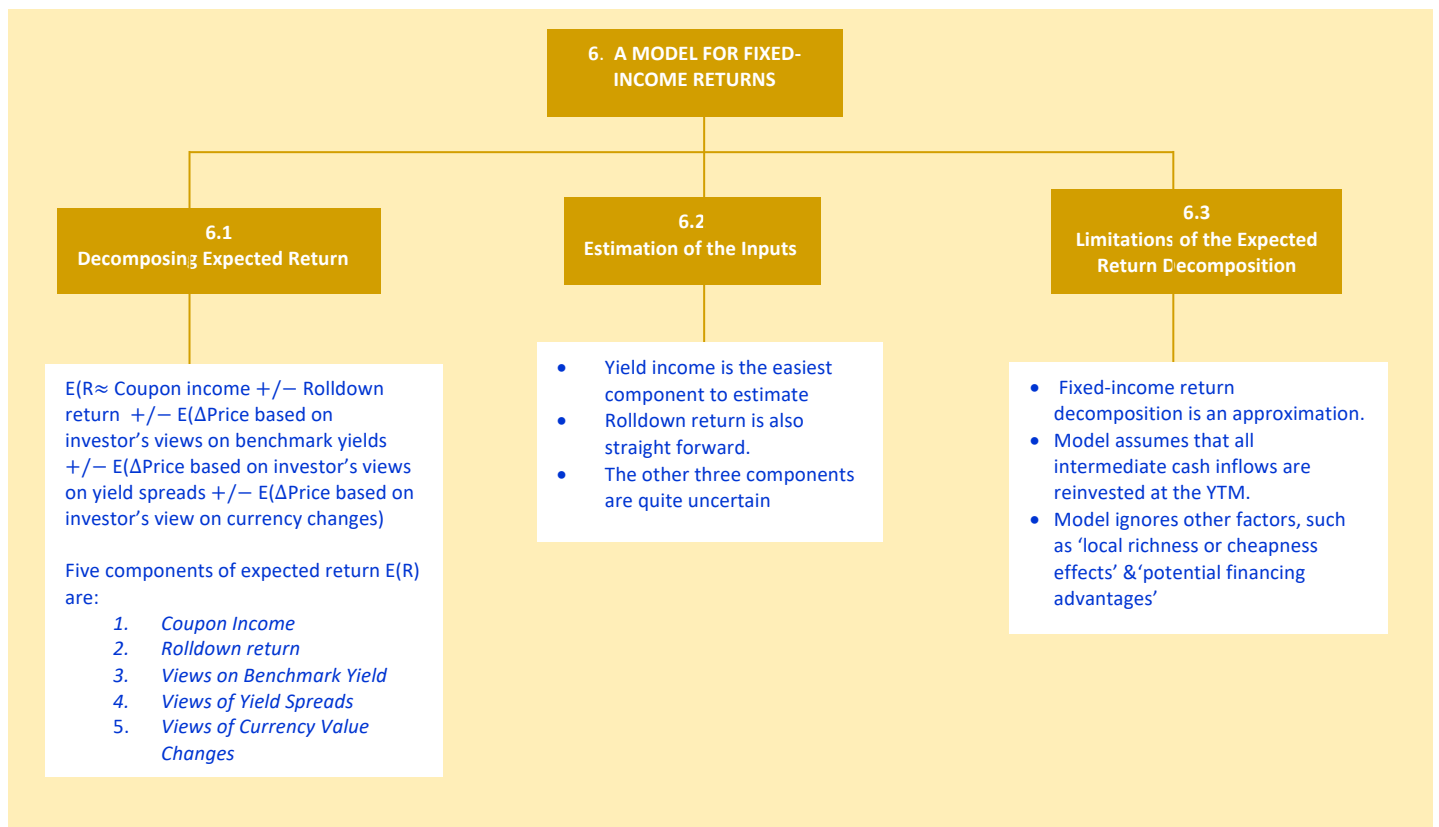 6. A MODEL FOR FIXED-
INCOME RETURNS
6.1
Decomposing Expected Return
6.2
Estimation of the Inputs
6.3
Limitations of the Expected
Return Decomposition
E(R≈ Coupon income +/− Rolldown
return +/− E(∆Price based on
investor’s views on benchmark yields
+/− E(∆Price based on investor’s views
on yield spreads +/− E(∆Price based on
investor’s view on currency changes)
Five components of expected return E(R)
are:
1. Coupon Income
2. Rolldown return
3. Views on Benchmark Yield
4. Views of Yield Spreads
5. Views of Currency Value
Changes
• Yield income is the easiest
component to estimate
• Rolldown return is also
straight forward.
• The other three components
are quite uncertain
• Fixed-income return
decomposition is an approximation.
• Model assumes that all
intermediate cash inflows are
reinvested at the YTM.
• Model ignores other factors, such
as ‘local richness or cheapness
effects’ &‘potential financing
advantages’